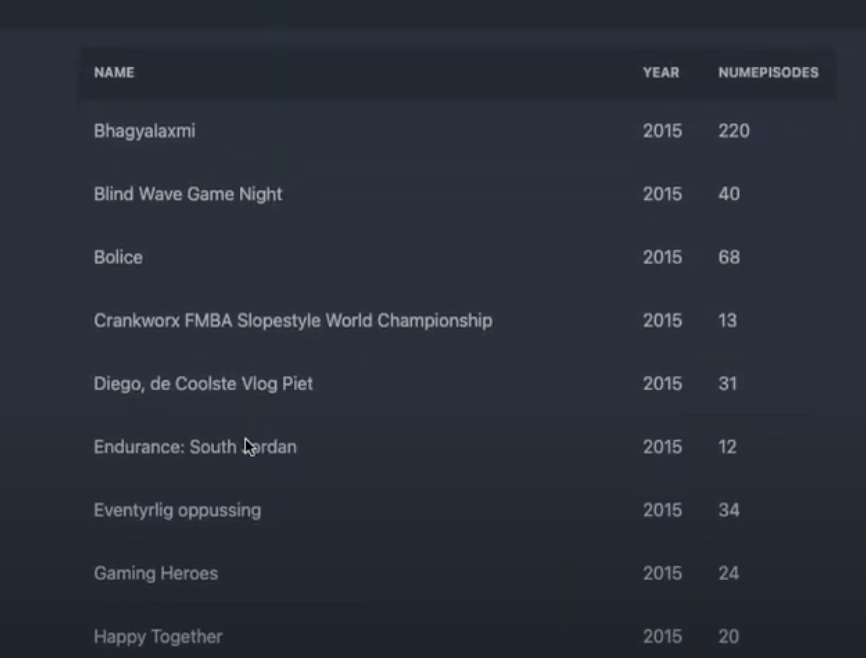 NAME YEAR NUMEPISODES
Bhagyalaxmi 2015 220
Blind Wave Game Night 2015 40
Bolice 2015 68
Crankworx FMBA Slopestyle World Championship 2015 13
Diego, de Coolste Vlog Piet 2015 31
Endurance: South Jordan 2015 12
Eventyrlig oppussing 2015 34
Gaming Heroes 2015 24
Happy Together 2015 20